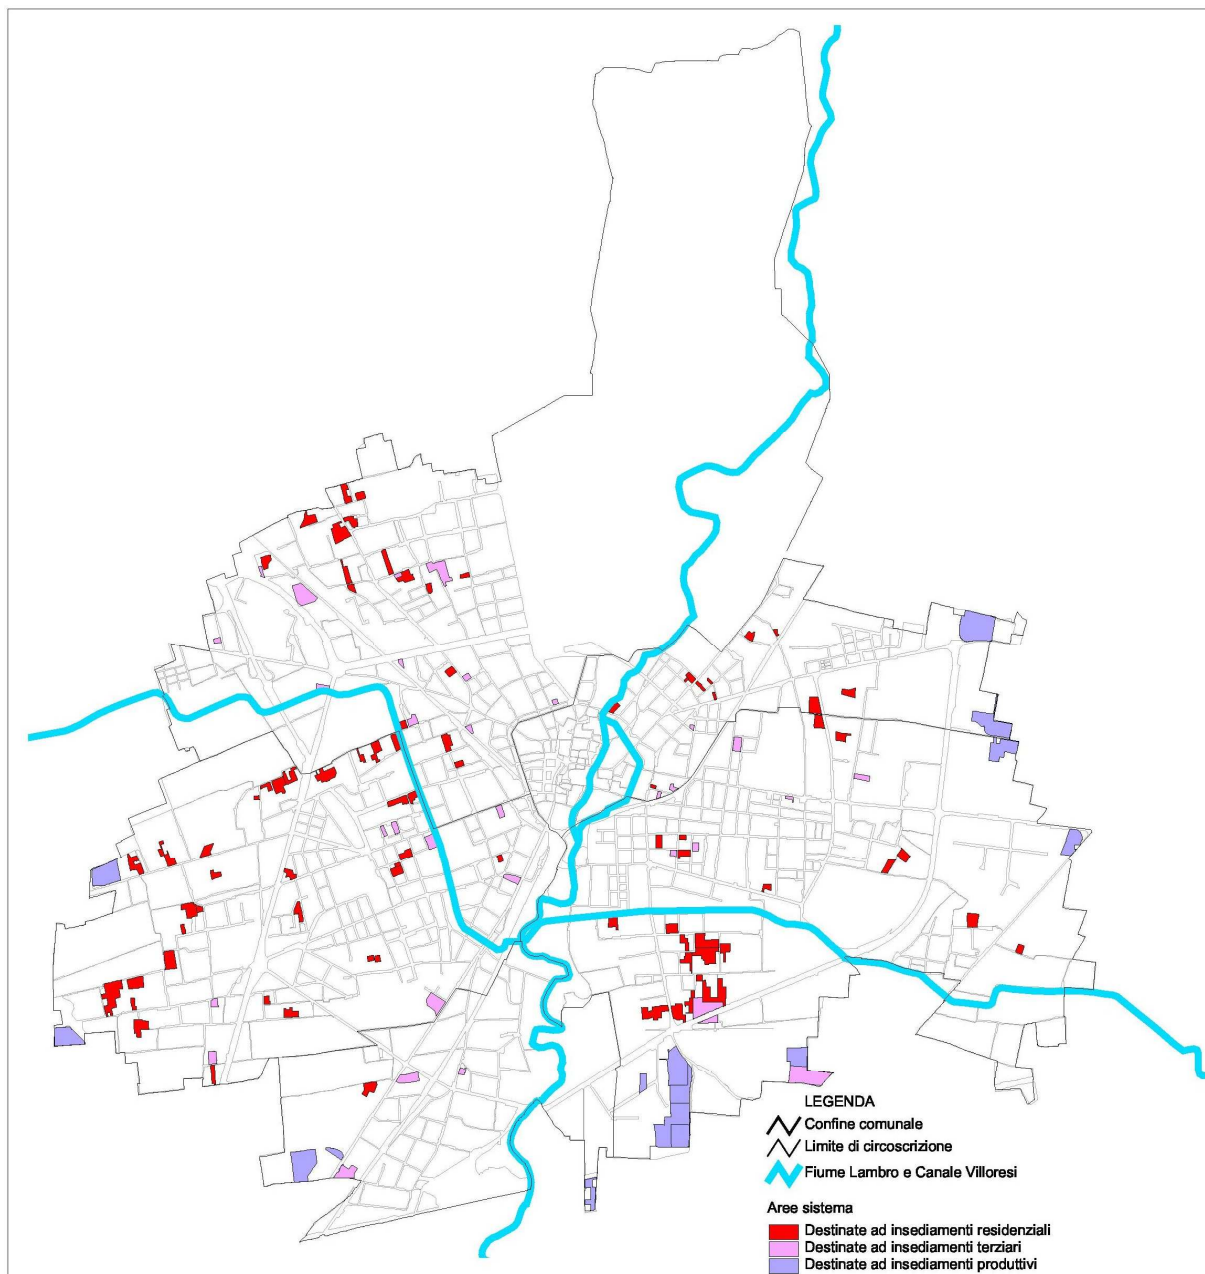 LEGENDA
Confine comunale
Limite di circoscrizione
Fiume Lambro e Canale Villoresi
Aree sistema
Destinate ad insediamenti residenziali
Destinate ad insediamenti terziari
Destinate ad insediamenti produttivi